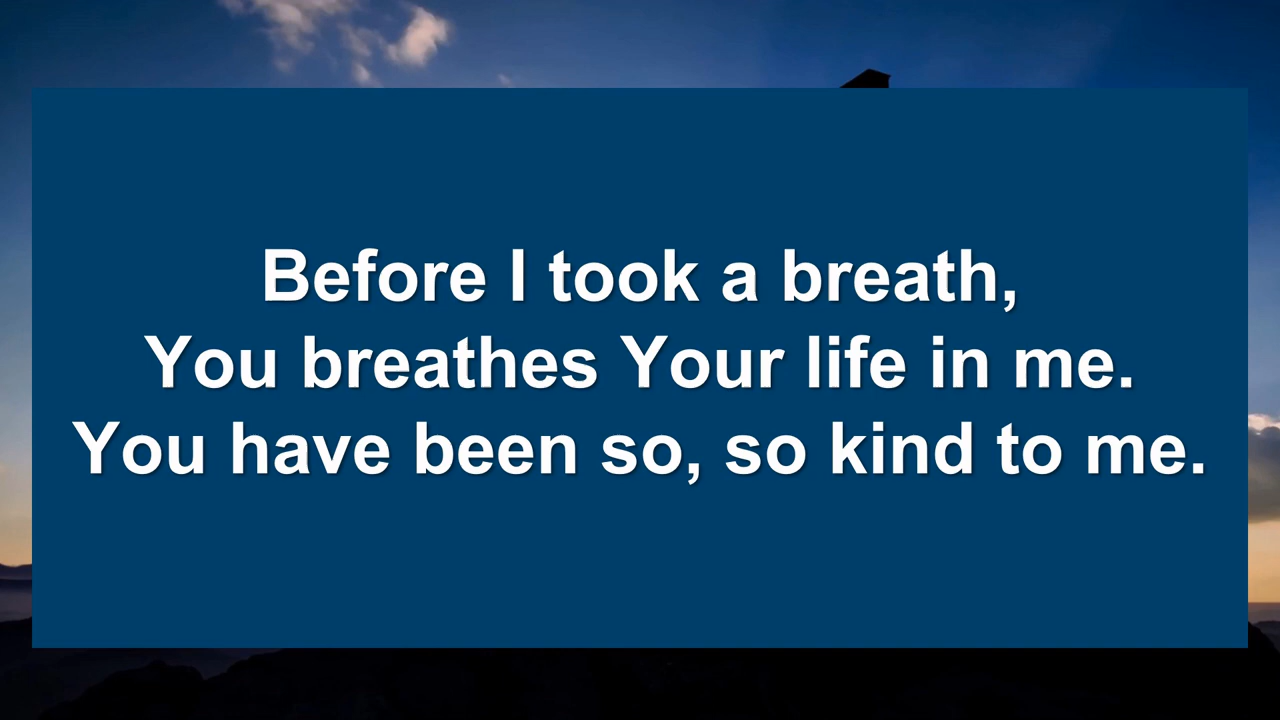 Before I took a breath,
You breathes Your life in me.
You have been so, so kind to me.